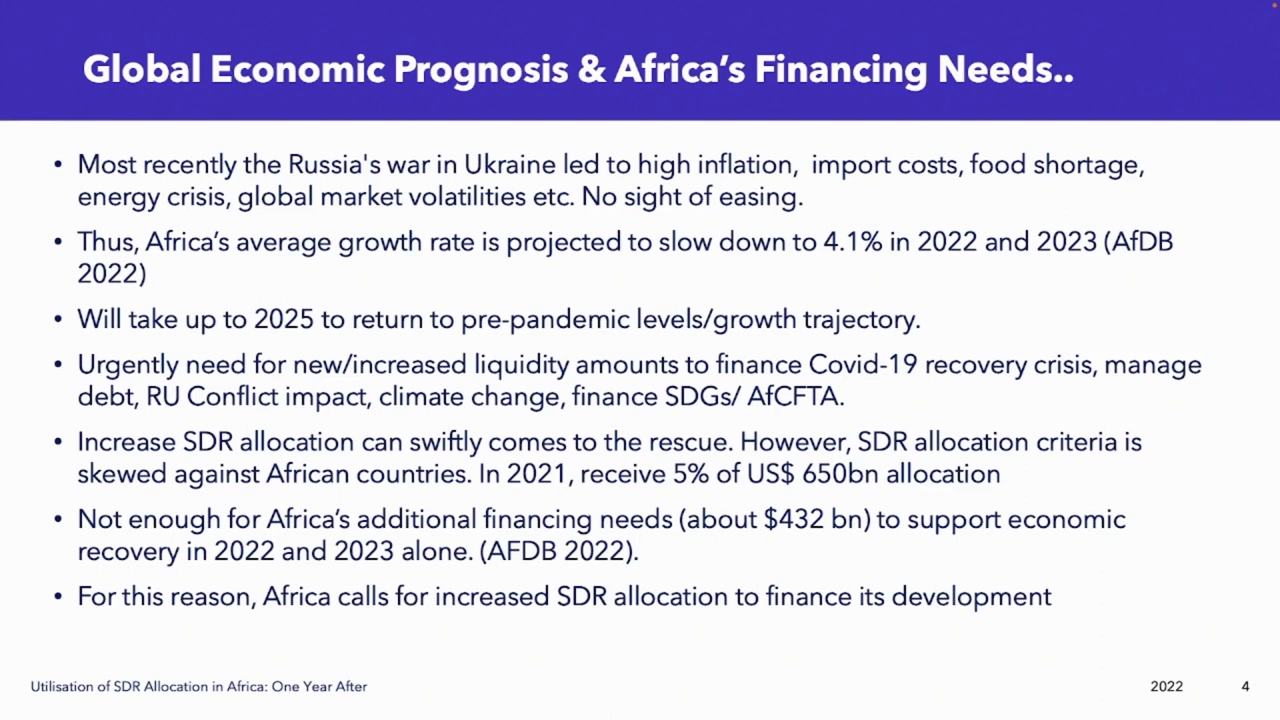 Global Economic Prognosis & Africa’s Financing Needs..
• Most recently the Russia's war in Ukraine led to high inflation,  import costs, food shortage,
energy crisis, global market volatilities etc. No sight of easing.
• Thus, Africa’s average growth rate is projected to slow down to 4.1% in 2022 and 2023 (AfDB
2022)
• Will take up to 2025 to return to pre-pandemic levels/growth trajectory.
• Urgently need for new/increased liquidity amounts to finance Covid-19 recovery crisis, manage
debt, RU Conflict impact, climate change, finance SDGs/ AfCFTA.
• Increase SDR allocation can swiftly comes to the rescue. However, SDR allocation criteria is
skewed against African countries. In 2021, receive 5% of US$ 650bn allocation
• Not enough for Africa’s additional financing needs (about $432 bn) to support economic
recovery in 2022 and 2023 alone. (AFDB 2022).
• For this reason, Africa calls for increased SDR allocation to finance its development
Utilisation of SDR Allocation in Africa: One Year After 2022 4